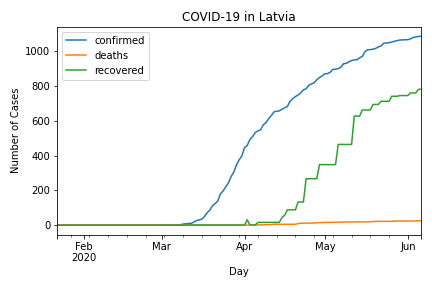 COVID-19 in Latvia
confirmed
deaths
recovered
Number of Cases
1000
800
600
400
200
0
Feb
2020
Mar
Apr
May
Jun
Day